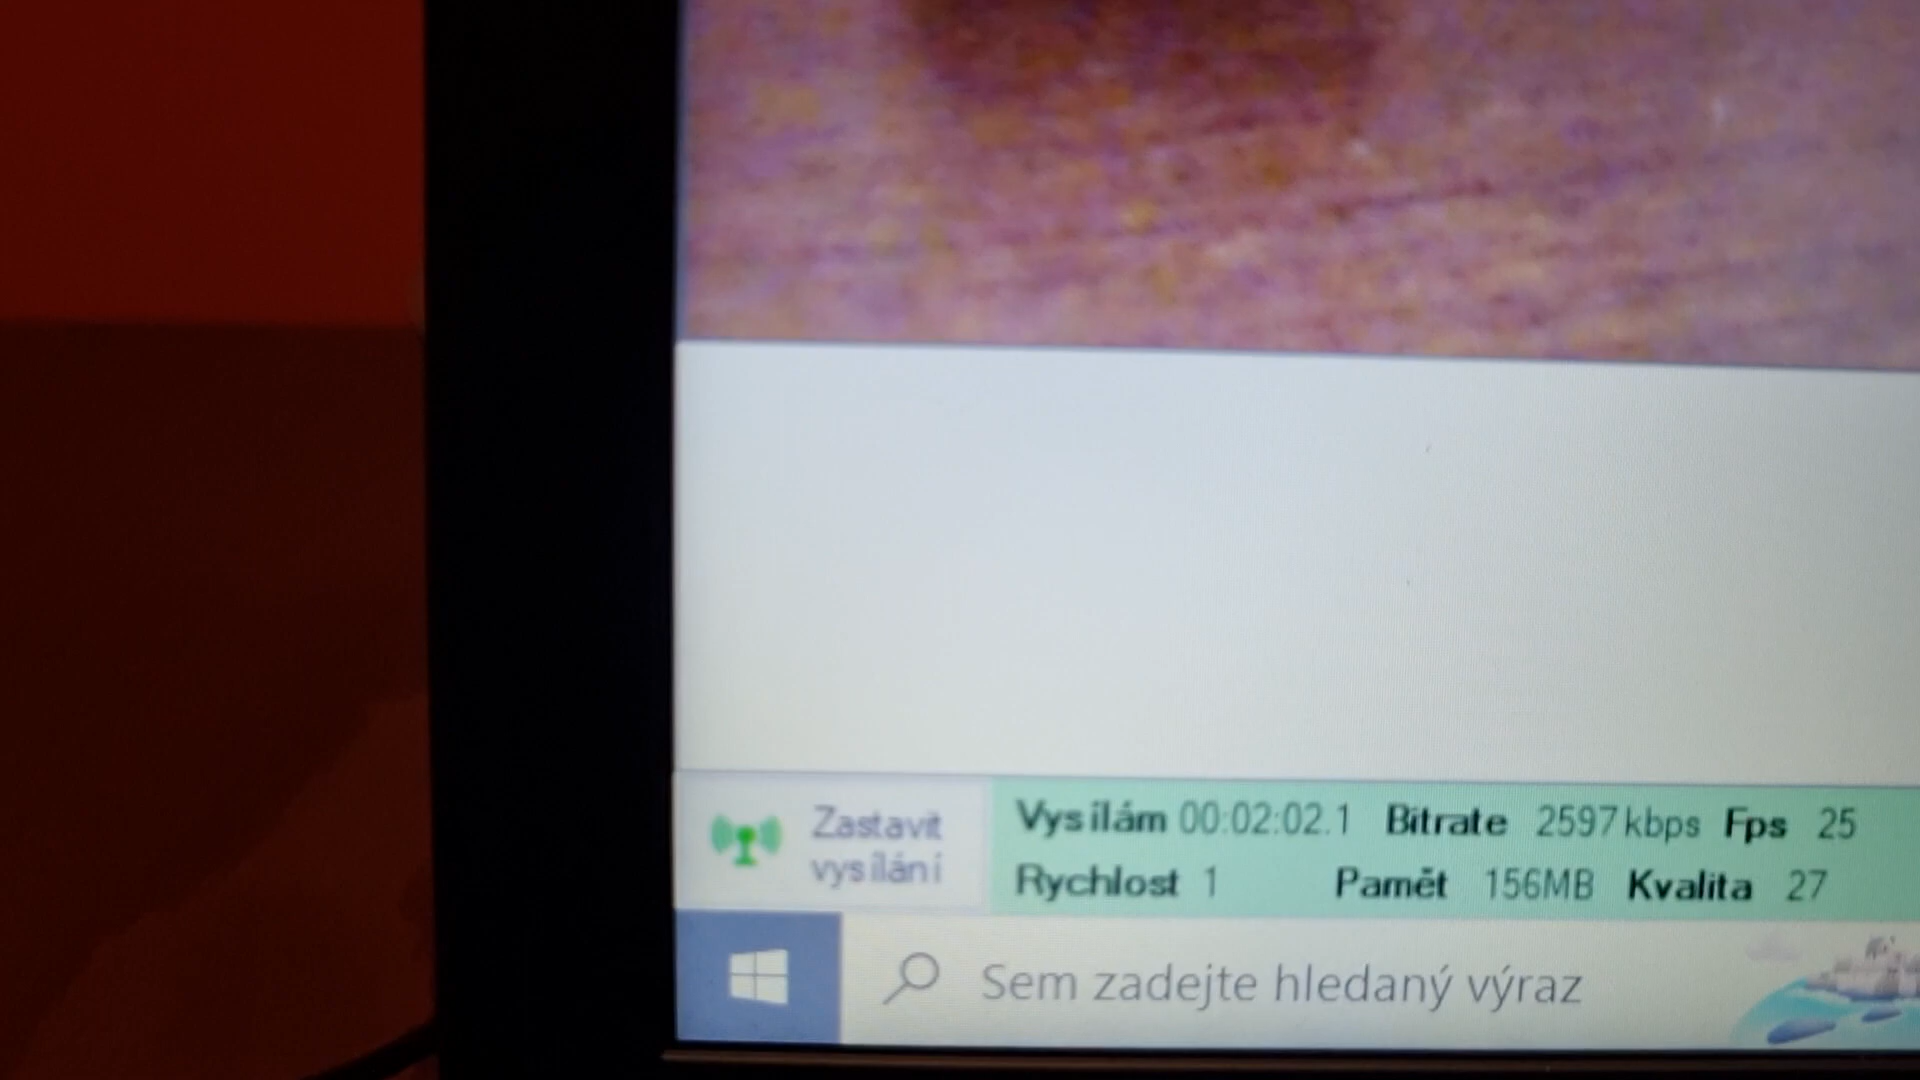 Zastavit
vysílání
Vysílám 00:02:02.1 Bitrate 2597 kbps Fps 25
Rychlost 1 Pamět 156MB Kvalita 27
Sem zadejte hledaný výraz